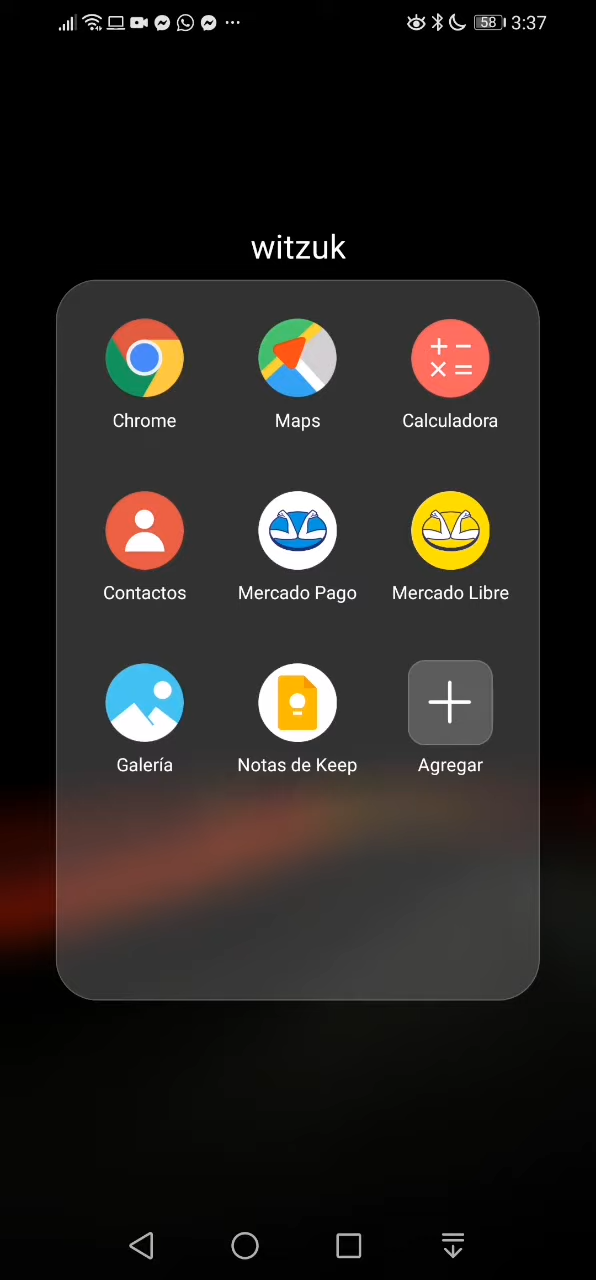 58 3:37
witzuk
Chrome Maps Calculadora
Contactos Mercado Pago Mercado Libre
Galería Notas de Keep Agregar